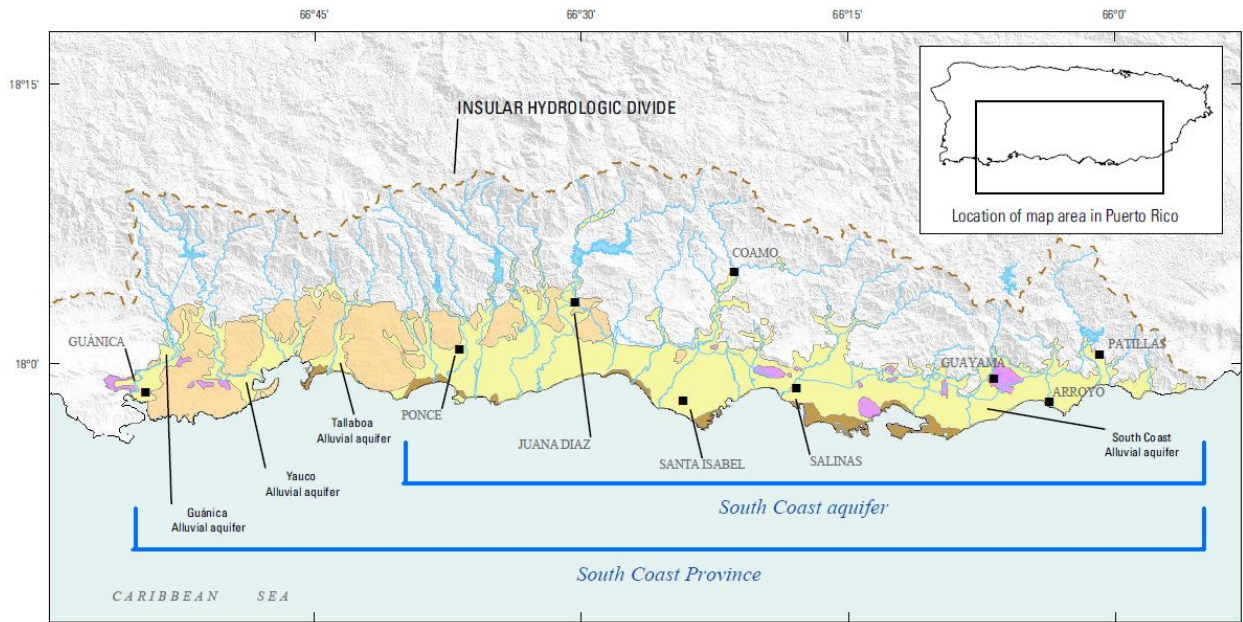 66°45'
66°30'
66°15'
66°0'
18°15'
INSULAR HYDROLOGIC DIVIDE
Location of map area in Puerto Rico
COAMO
GUÁNICA
PATILLAS
18°0'
GUAYAMA
ARROYO
PONCE
Tallaboa
Alluvial aquifer
JUANA DIAZ
SANTA ISABEL
SALINAS
South Coast
Alluvial aquifer
Yauco
Alluvial aquifer
Guánica
Alluvial aquifer
South Coast aquifer
South Coast Province
CARIBBEAN SEA